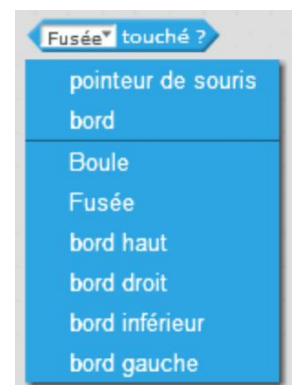 Fusée touché ?
pointeur de souris
bord
Boule
Fusée
bord haut
bord droit
bord inférieur
bord gauche